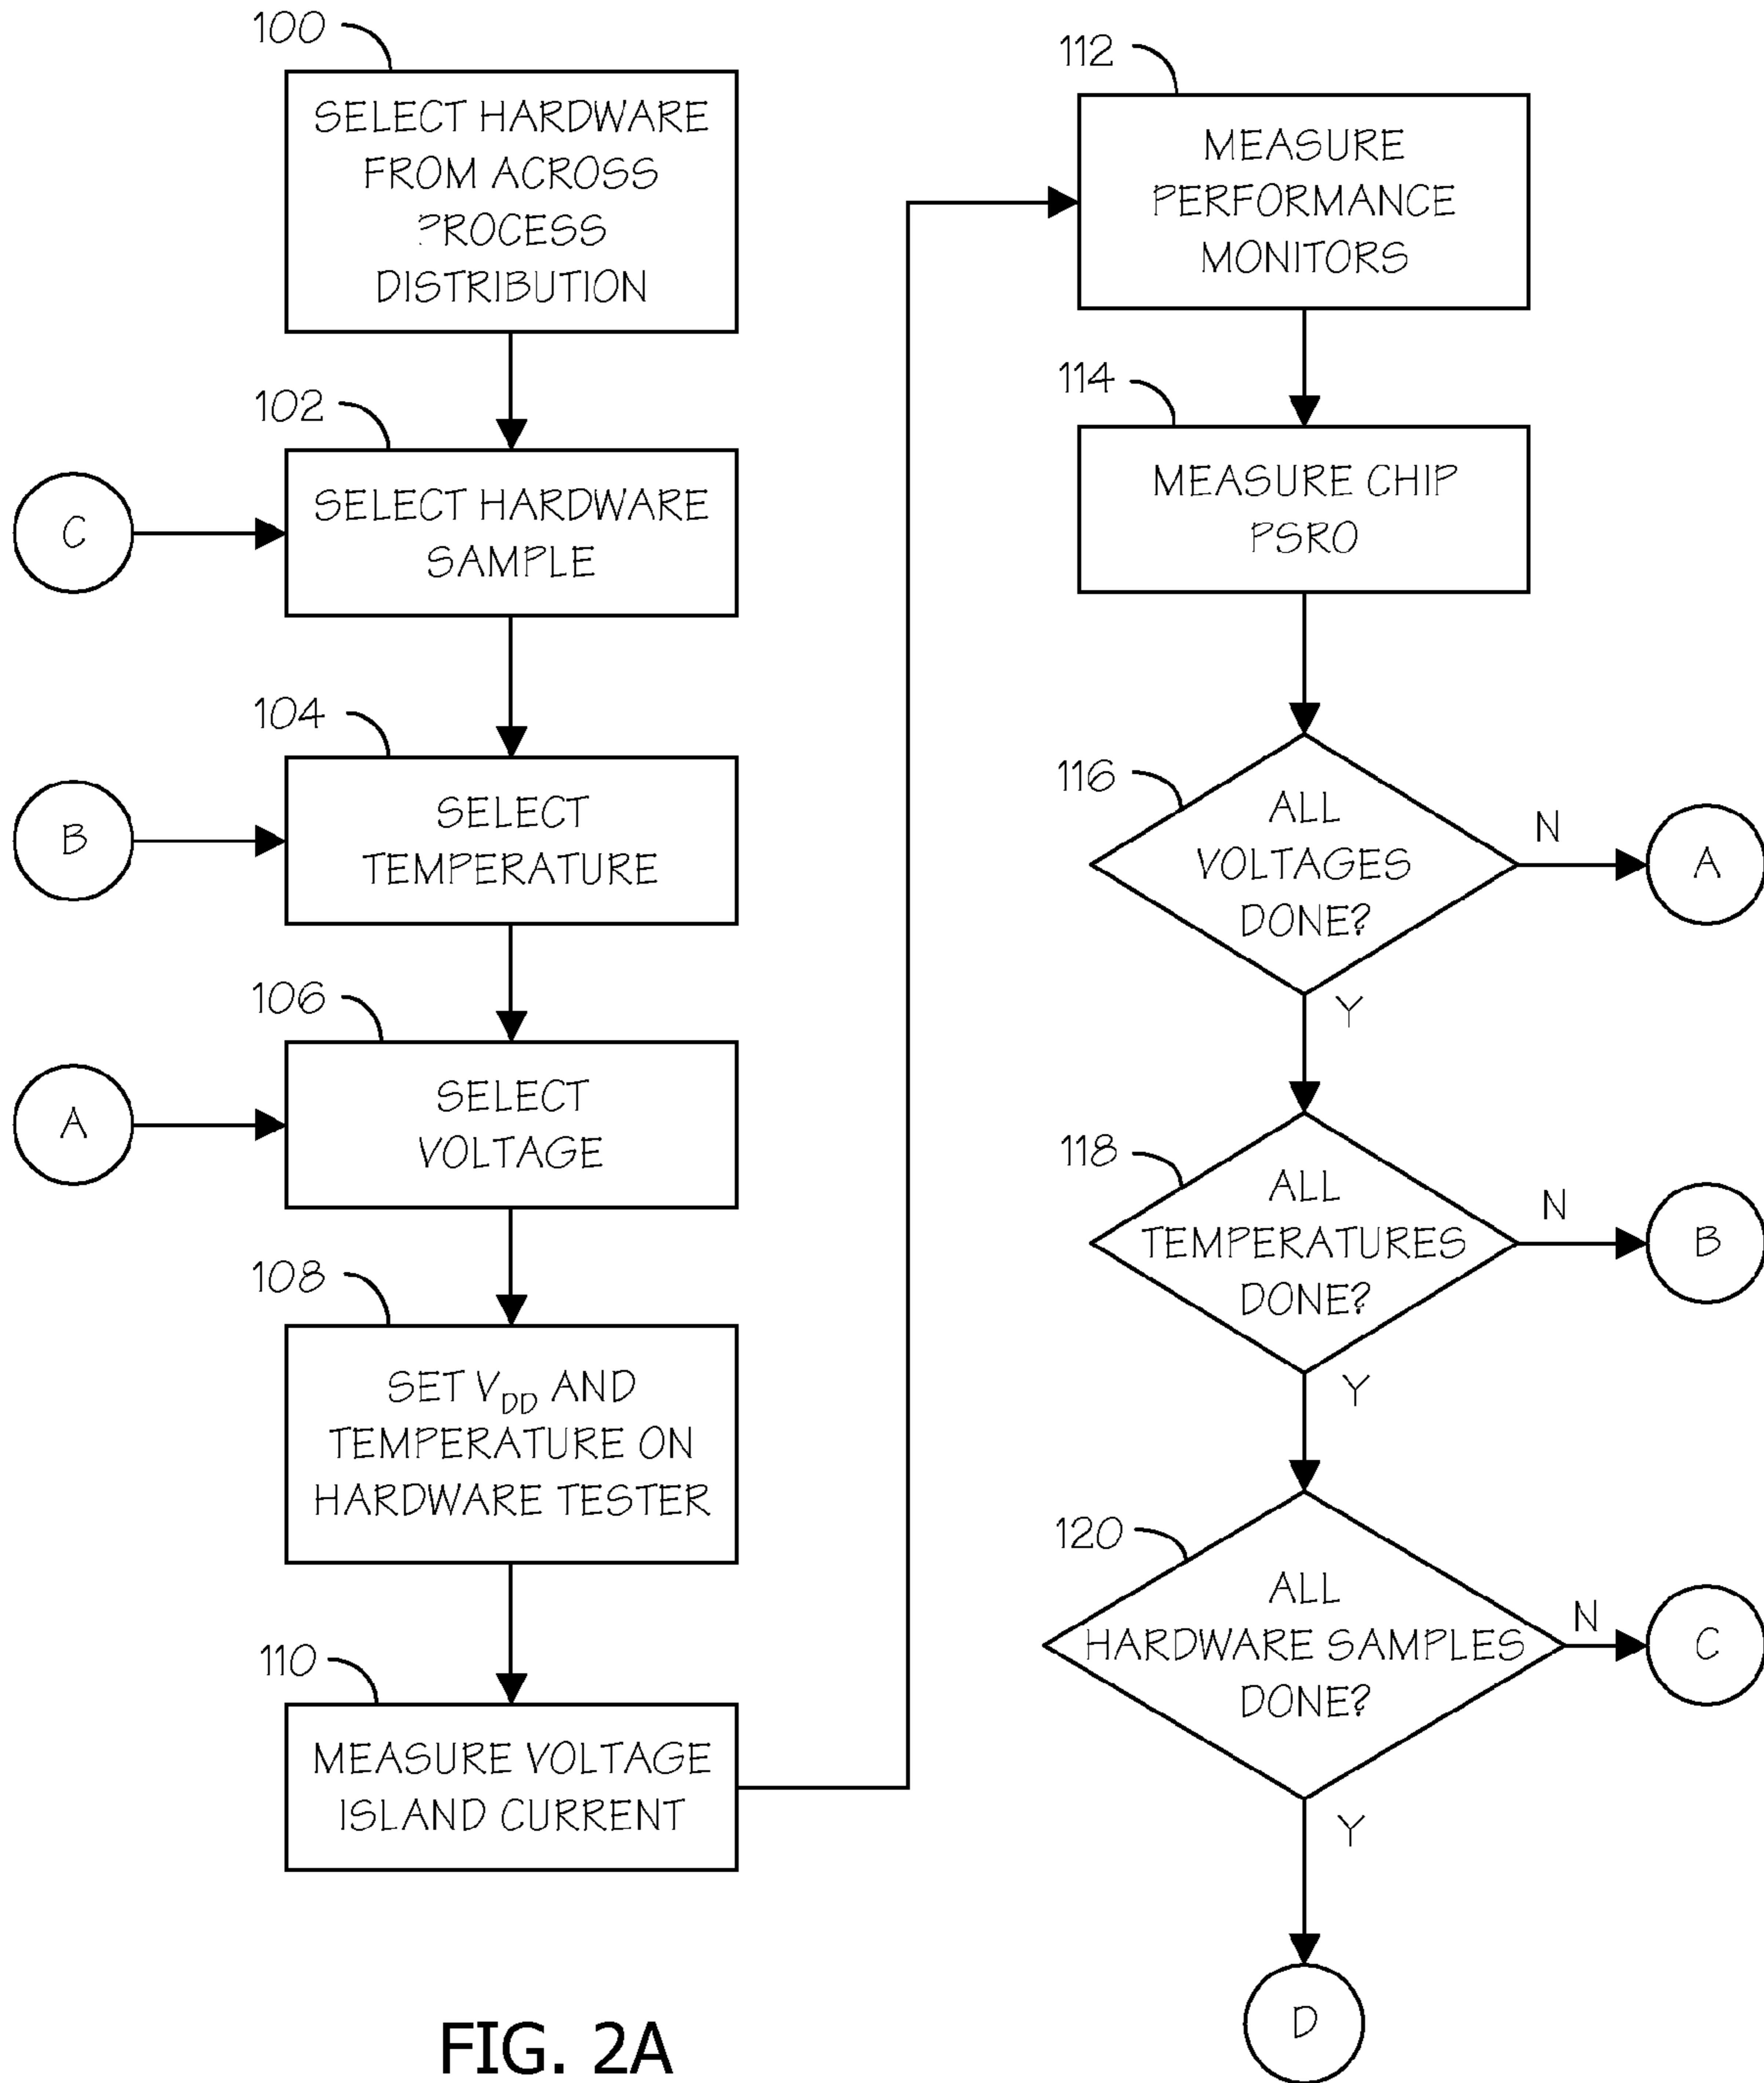 100
SELECT HARDWARE
FROM ACROSS
PROCESS
DISTRIBUTION
102
C
SELECT HARDWARE
SAMPLE
104
B
SELECT
TEMPERATURE
106
A
SELECT
VOLTAGE
108
SET V_DD AND
TEMPERATURE ON
HARDWARE TESTER
110
MEASURE VOLTAGE
ISLAND CURRENT
112
MEASURE
PERFORMANCE
MONITORS
114
MEASURE CHIP
PSRO
116
ALL
VOLTAGES
DONE?
N
A
Y
118
ALL
TEMPERATURES
DONE?
N
B
Y
120
ALL
HARDWARE SAMPLES
DONE?
N
C
Y
D
FIG. 2A